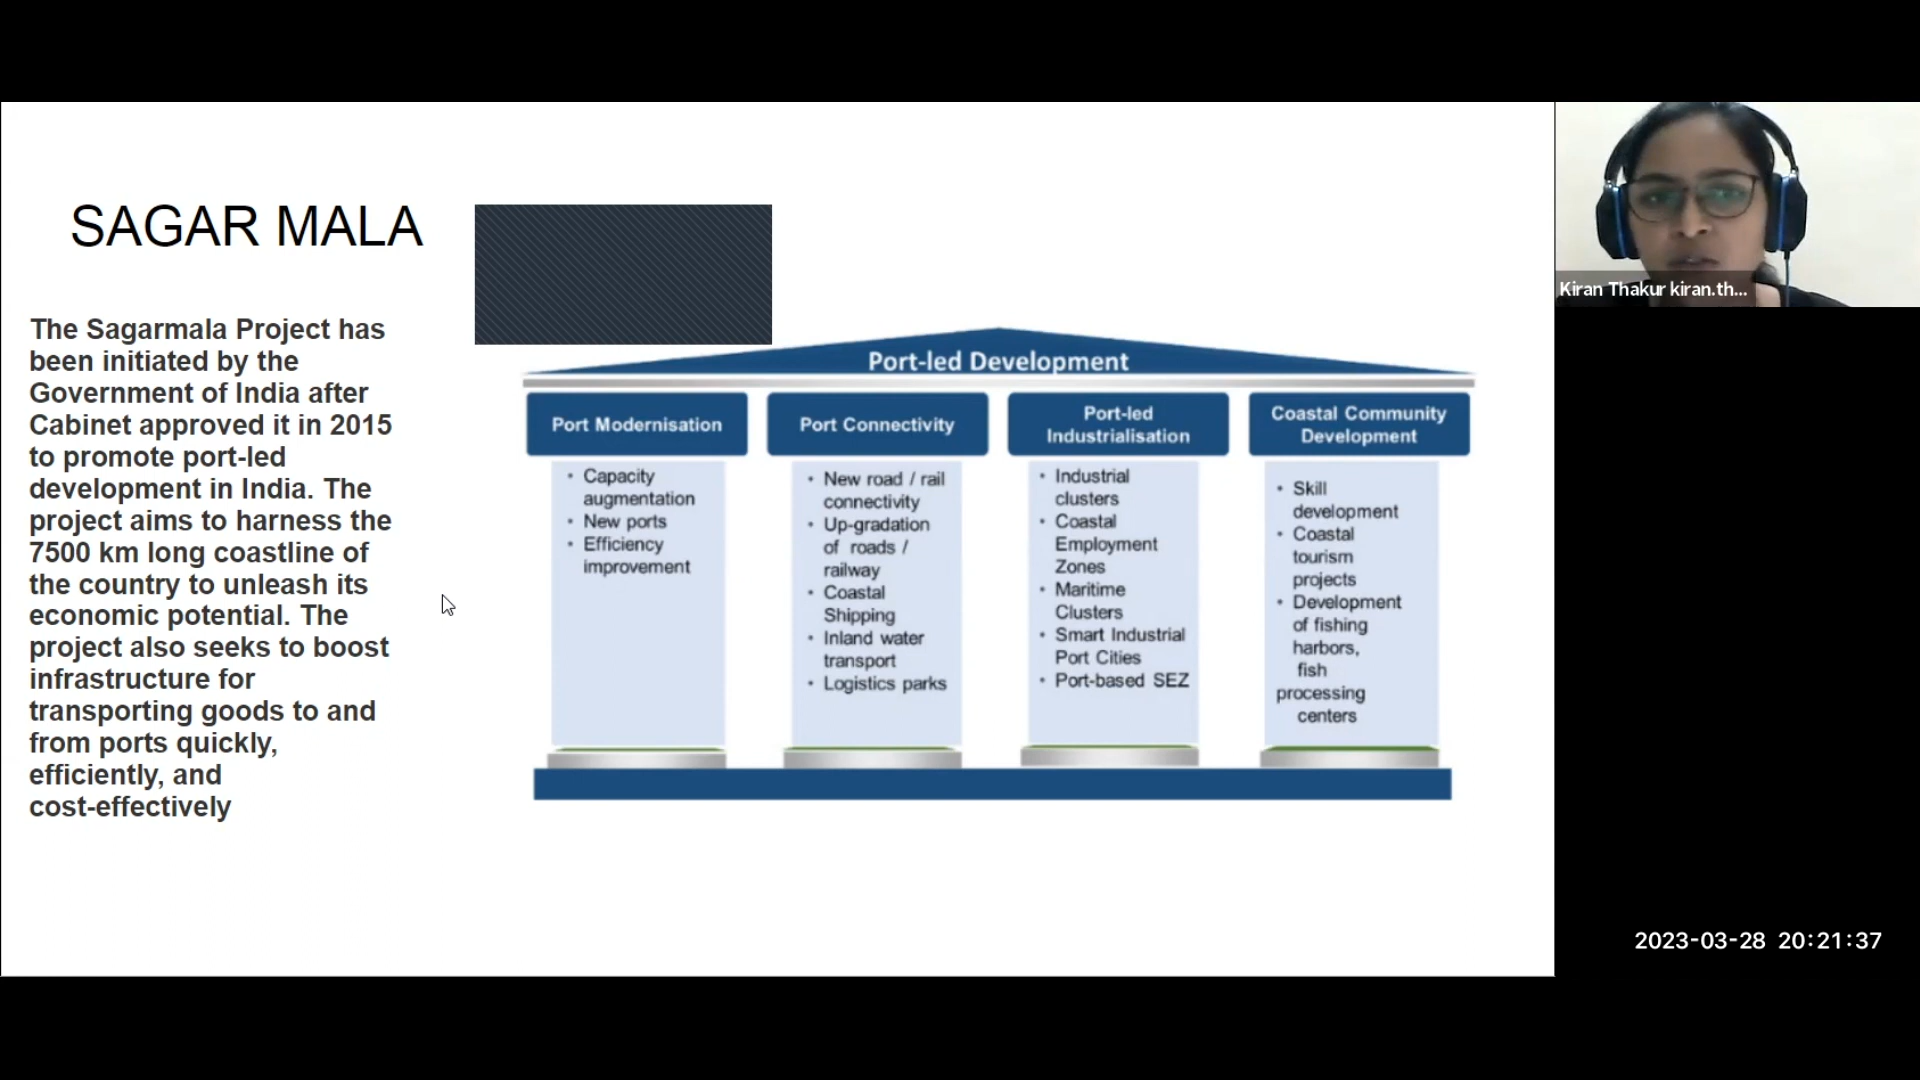 SAGAR MALA
The Sagarmala Project has
been initiated by the
Government of India after
Cabinet approved it in 2015
to promote port-led
development in India. The
project aims to harness the
7500 km long coastline of
the country to unleash its
economic potential. The
project also seeks to boost
infrastructure for
transporting goods to and
from ports quickly,
efficiently, and
cost-effectively
Port-led Development
Port Modernisation
• Capacity
augmentation
• New ports
• Efficiency
improvement
Port Connectivity
• New road / rail
connectivity
• Up-gradation
of roads /
railway
• Coastal
Shipping
• Inland water
transport
• Logistics parks
Port-led
Industrialisation
• Industrial
clusters
• Coastal
Employment
Zones
• Maritime
Clusters
• Smart Industrial
Port Cities
• Port-based SEZ
Coastal Community
Development
• Skill
development
• Coastal
tourism
projects
• Development
of fishing
harbors,
fish
processing
centers
Kiran Thakur kiran.th...
2023-03-28 20:21:37